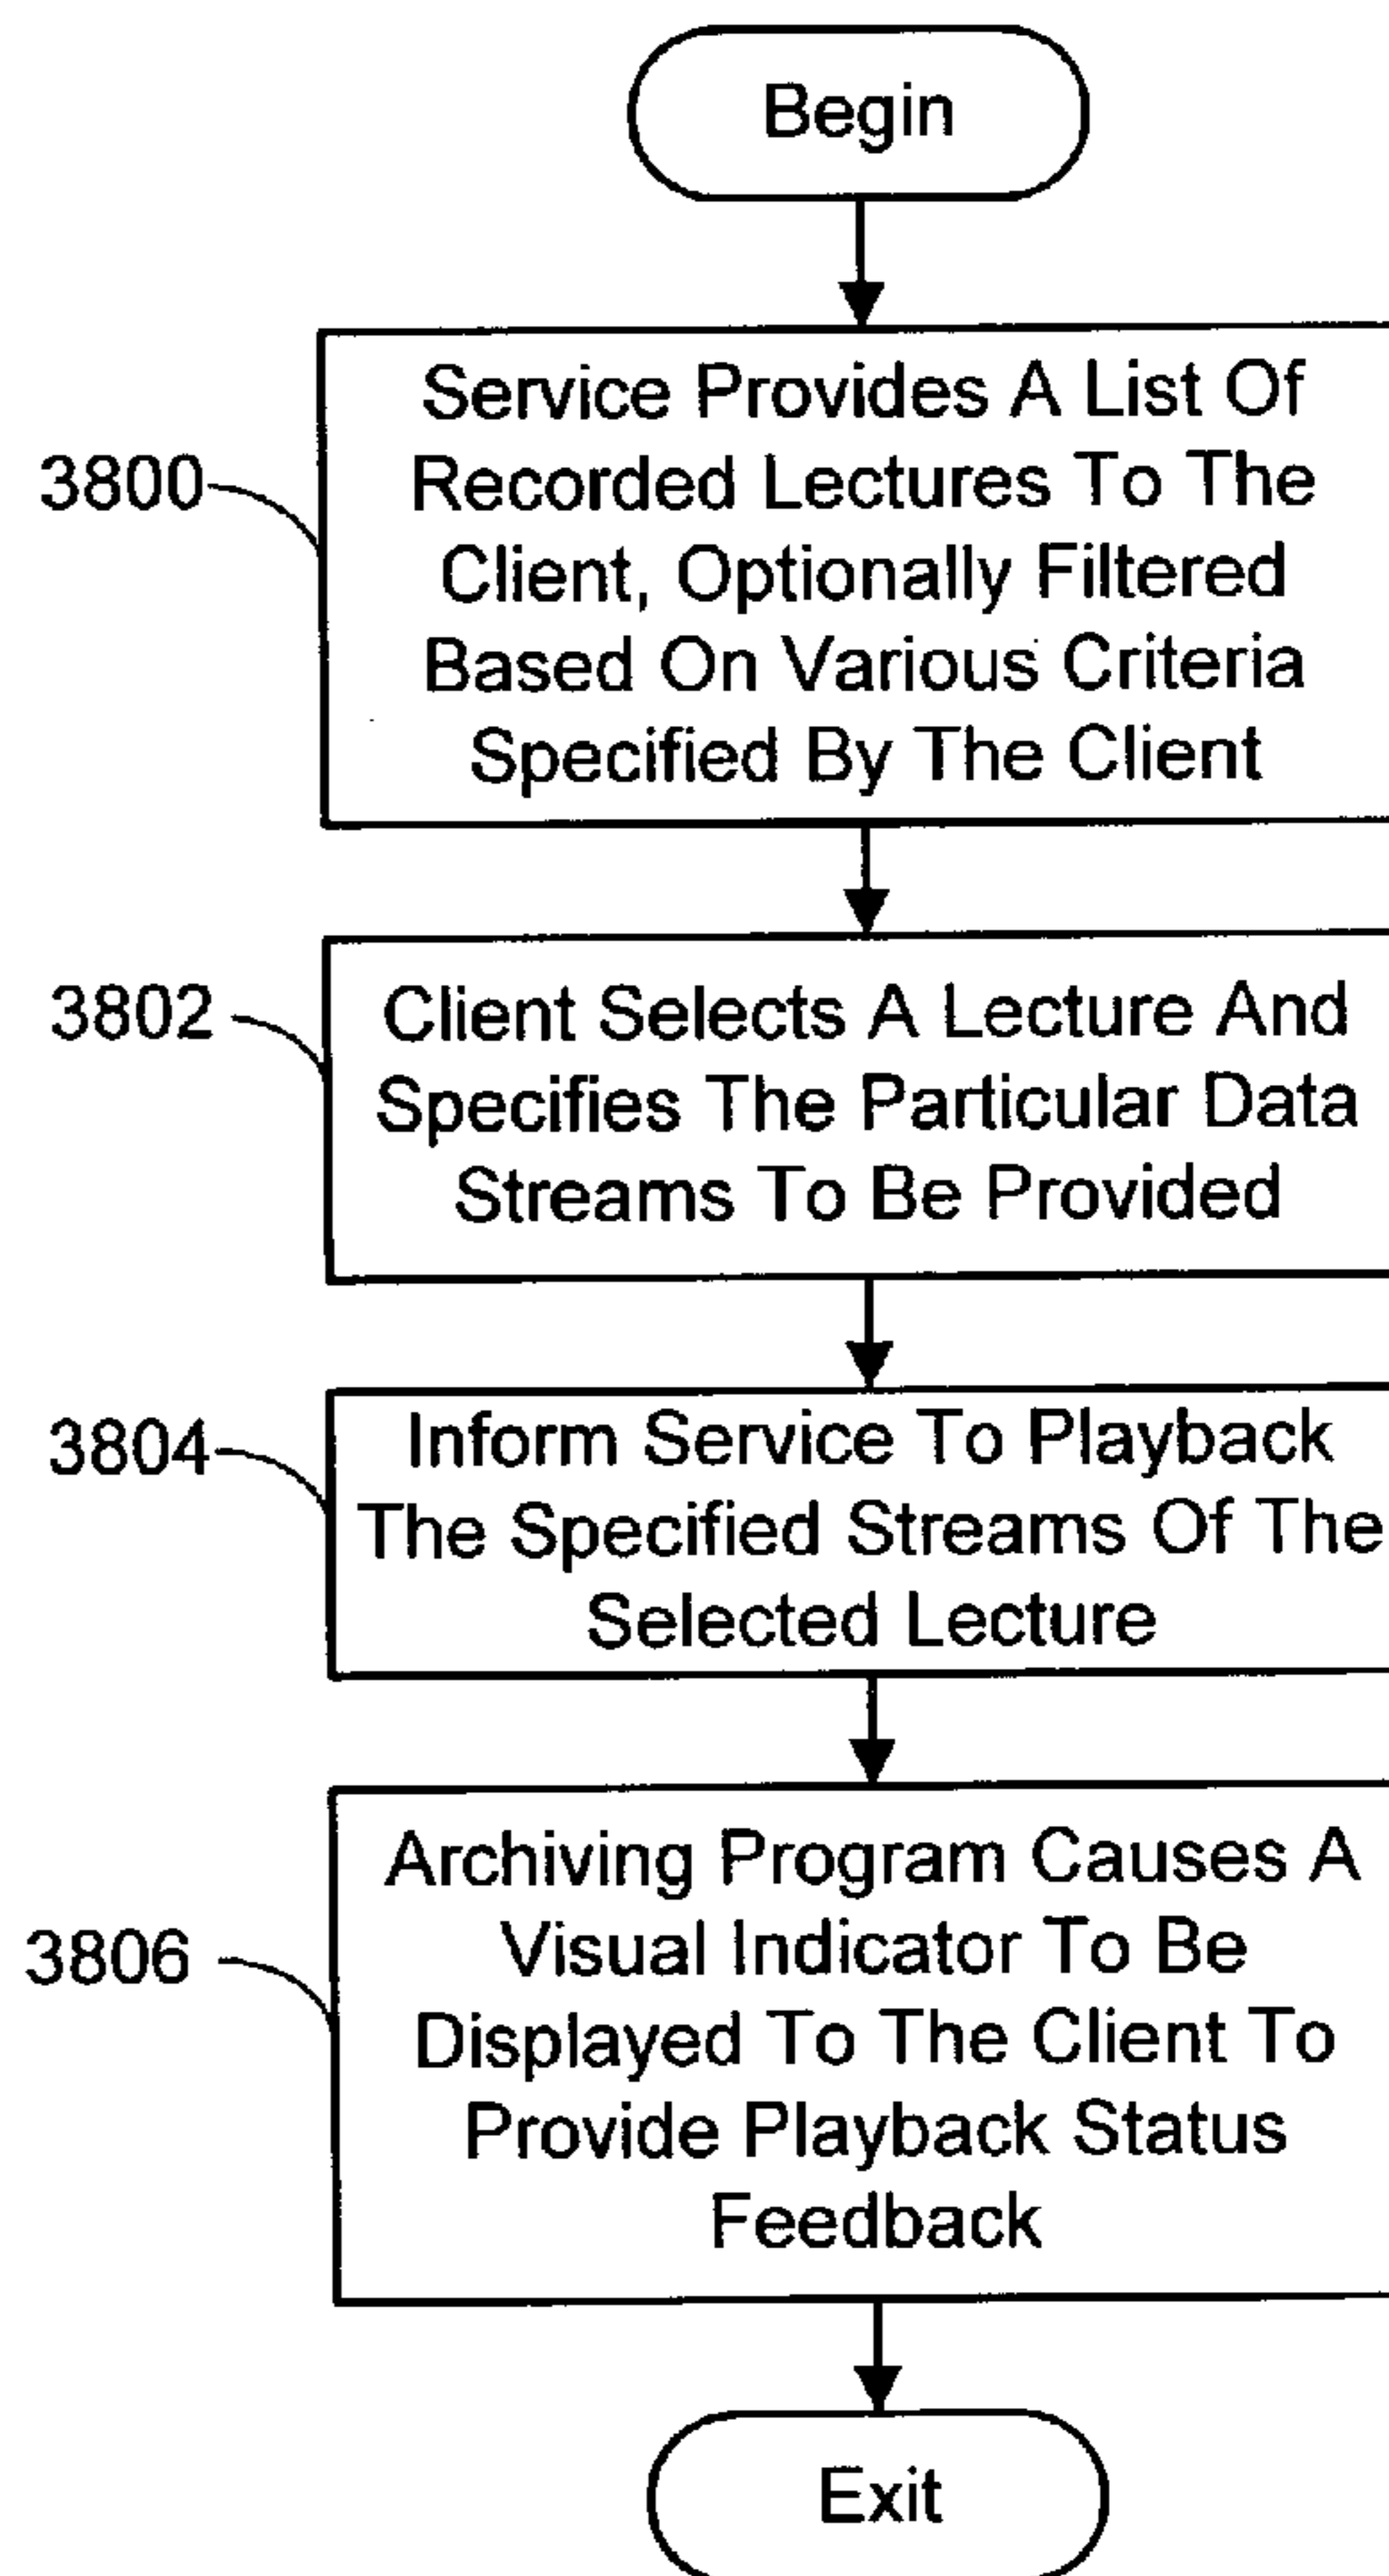 Begin
3800
Service Provides A List Of
Recorded Lectures To The
Client, Optionally Filtered
Based On Various Criteria
Specified By The Client
3802
Client Selects A Lecture And
Specifies The Particular Data
Streams To Be Provided
3804
Inform Service To Playback
The Specified Streams Of The
Selected Lecture
3806
Archiving Program Causes A
Visual Indicator To Be
Displayed To The Client To
Provide Playback Status
Feedback
Exit